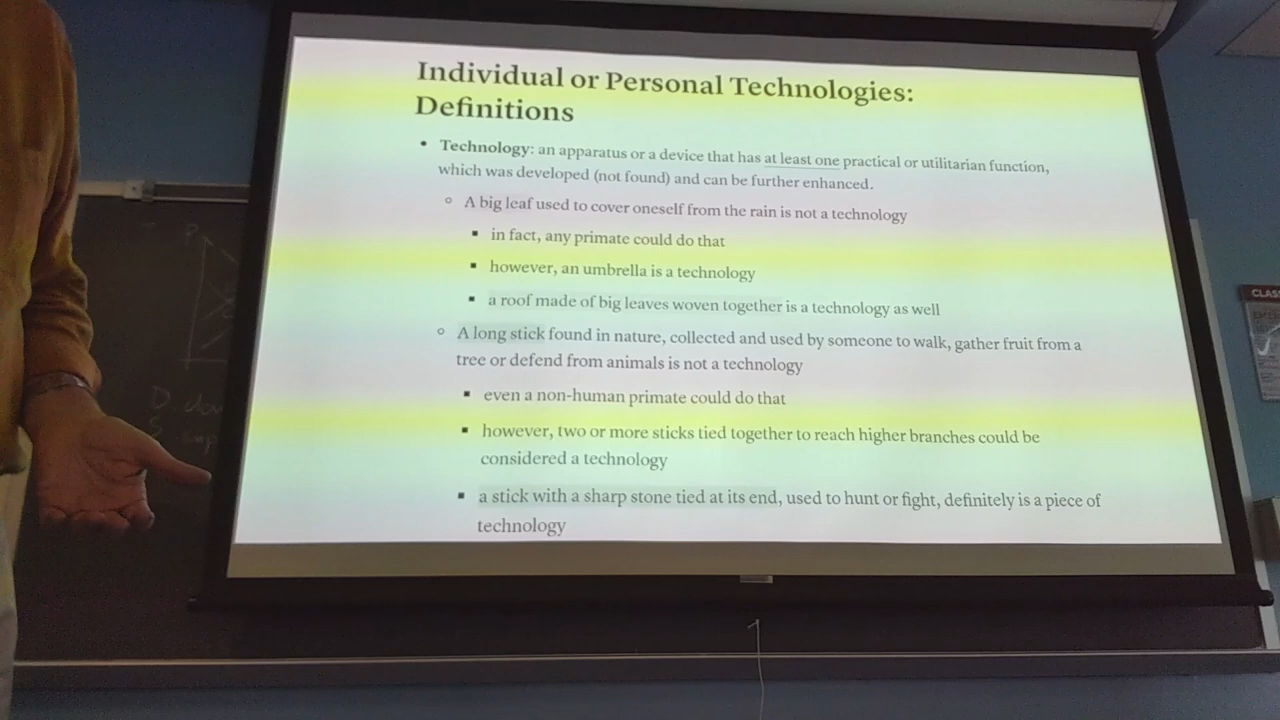 Individual or Personal Technologies:
Definitions
• Technology: an apparatus or a device that has at least one practical or utilitarian function,
which was developed (not found) and can be further enhanced.
◦ A big leaf used to cover oneself from the rain is not a technology
▪ in fact, any primate could do that
▪ however, an umbrella is a technology
▪ a roof made of big leaves woven together is a technology as well
◦ A long stick found in nature, collected and used by someone to walk, gather fruit from a
tree or defend from animals is not a technology
▪ even a non-human primate could do that
▪ however, two or more sticks tied together to reach higher branches could be
considered a technology
▪ a stick with a sharp stone tied at its end, used to hunt or fight, definitely is a piece of
technology